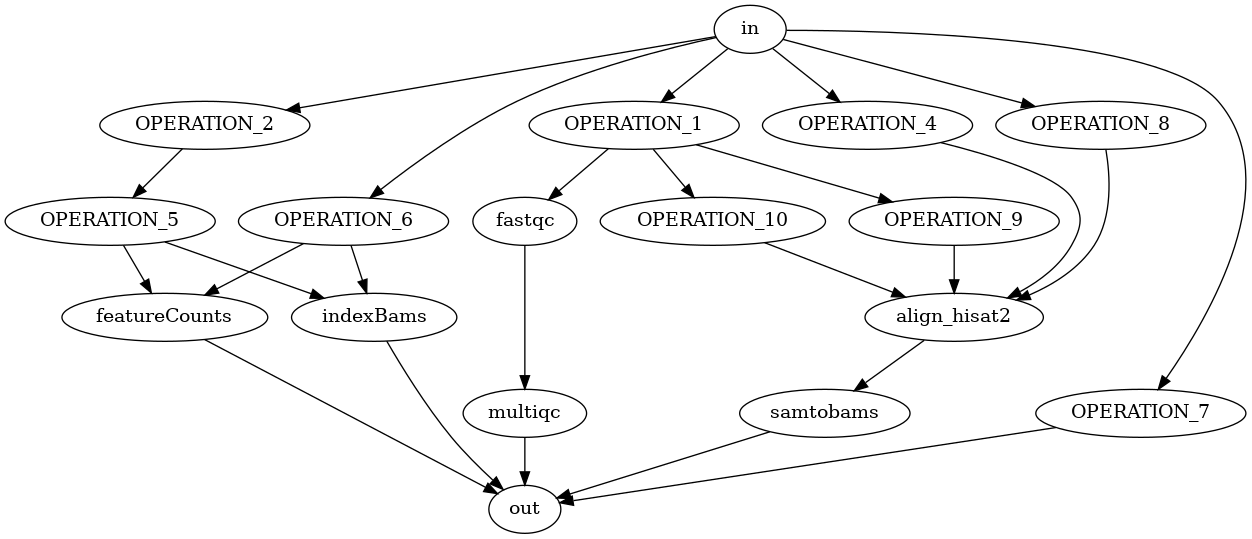 in
OPERATION_2
OPERATION_1
OPERATION_4
OPERATION_8
OPERATION_5
OPERATION_6
fastqc
OPERATION_10
OPERATION_9
featureCounts
indexBams
align_hisat2
multiqc
samtobams
OPERATION_7
out